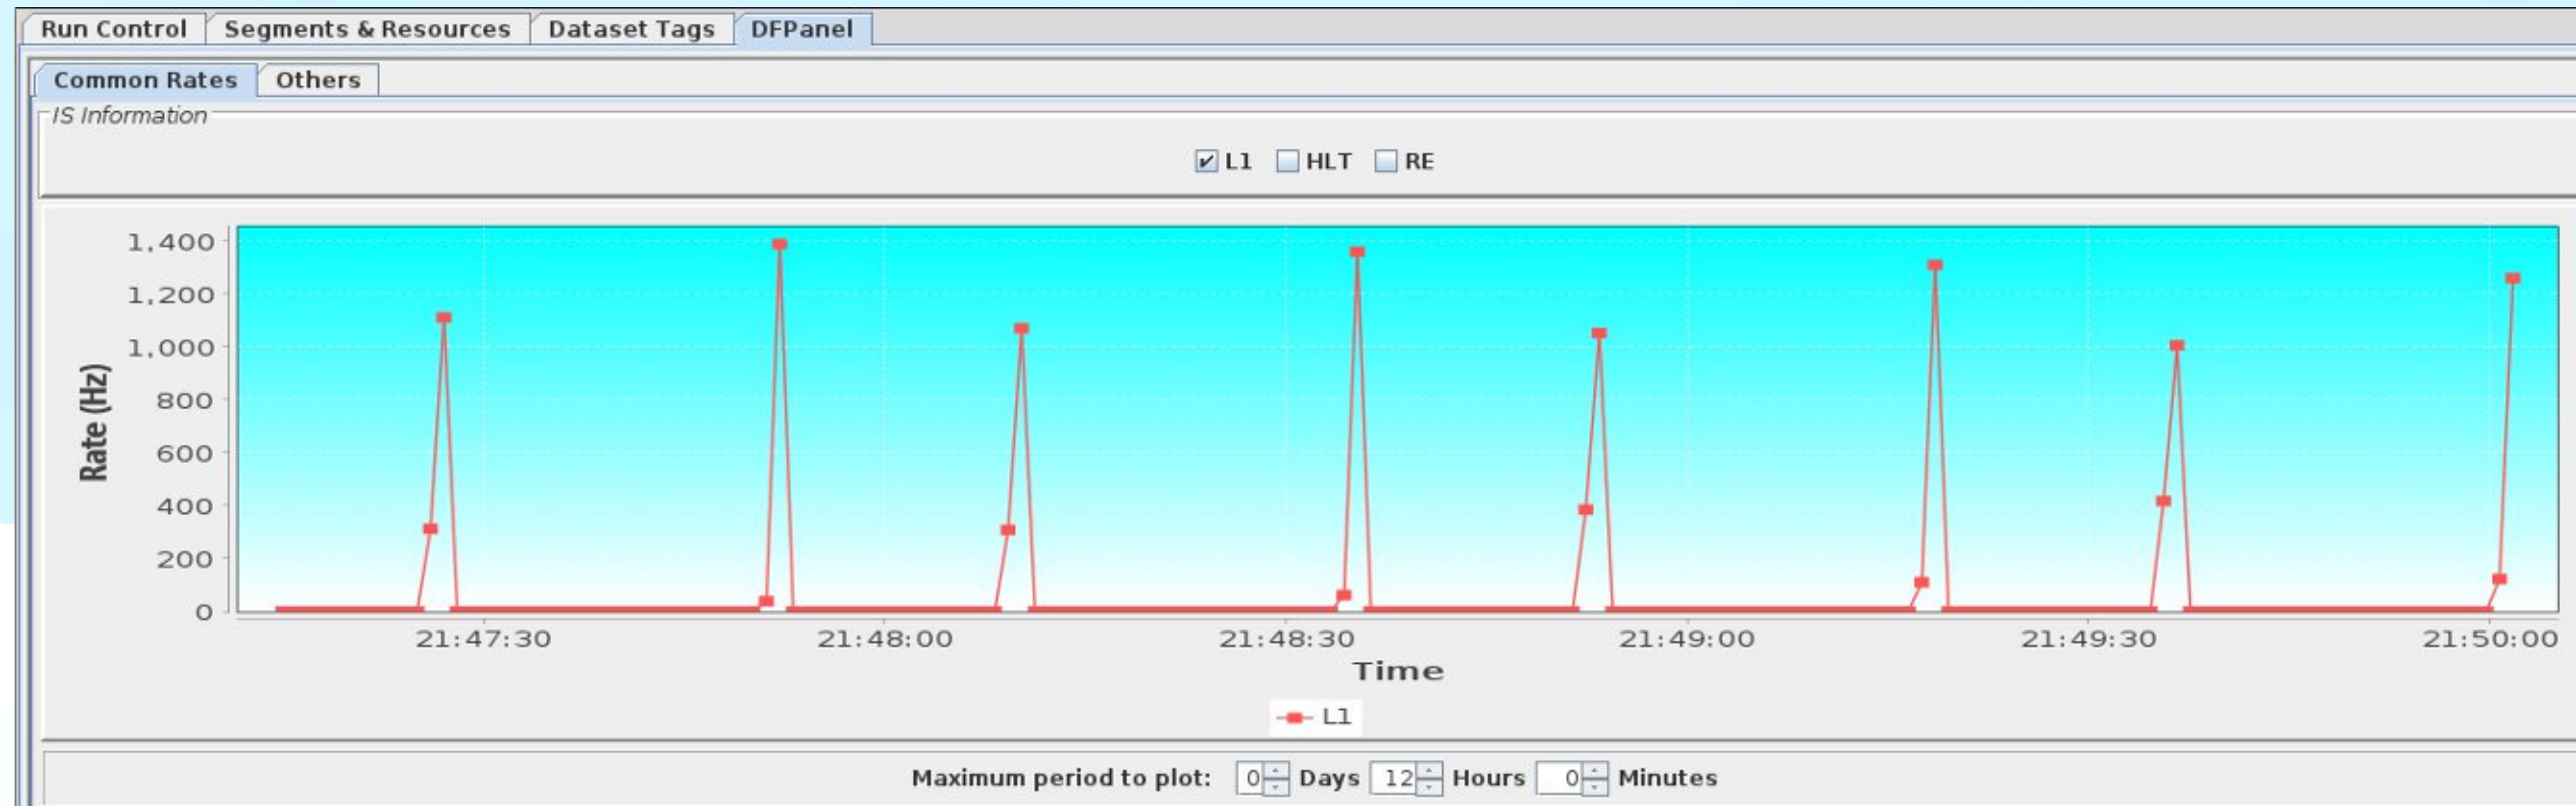 Run Control Segments & Resources Dataset Tags DFPanel
Common Rates Others
IS Information
L1 HLT RE
1,400
1,200
1,000
800
600
400
200
0
Rate (Hz)
21:47:30 21:48:00 21:48:30 21:49:00 21:49:30 21:50:00
Time
L1
Maximum period to plot: 0 Days 12 Hours 0 Minutes